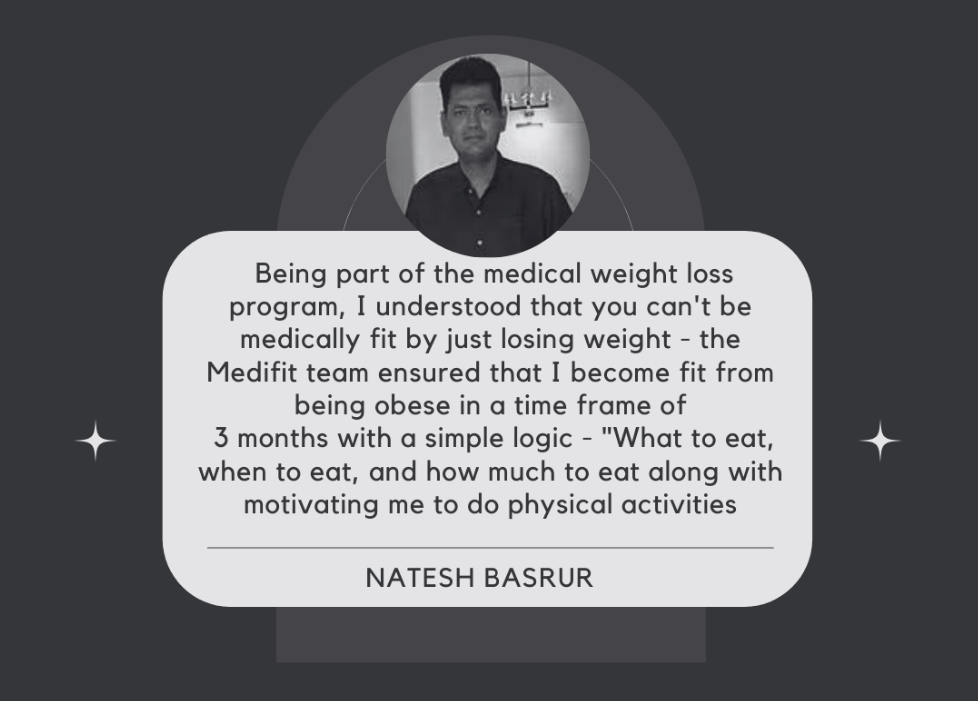 Being part of the medical weight loss
program, I understood that you can't be
medically fit by just losing weight - the
Medifit team ensured that I become fit from
being obese in a time frame of
3 months with a simple logic - "What to eat,
when to eat, and how much to eat along with
motivating me to do physical activities
NATESH BASRUR